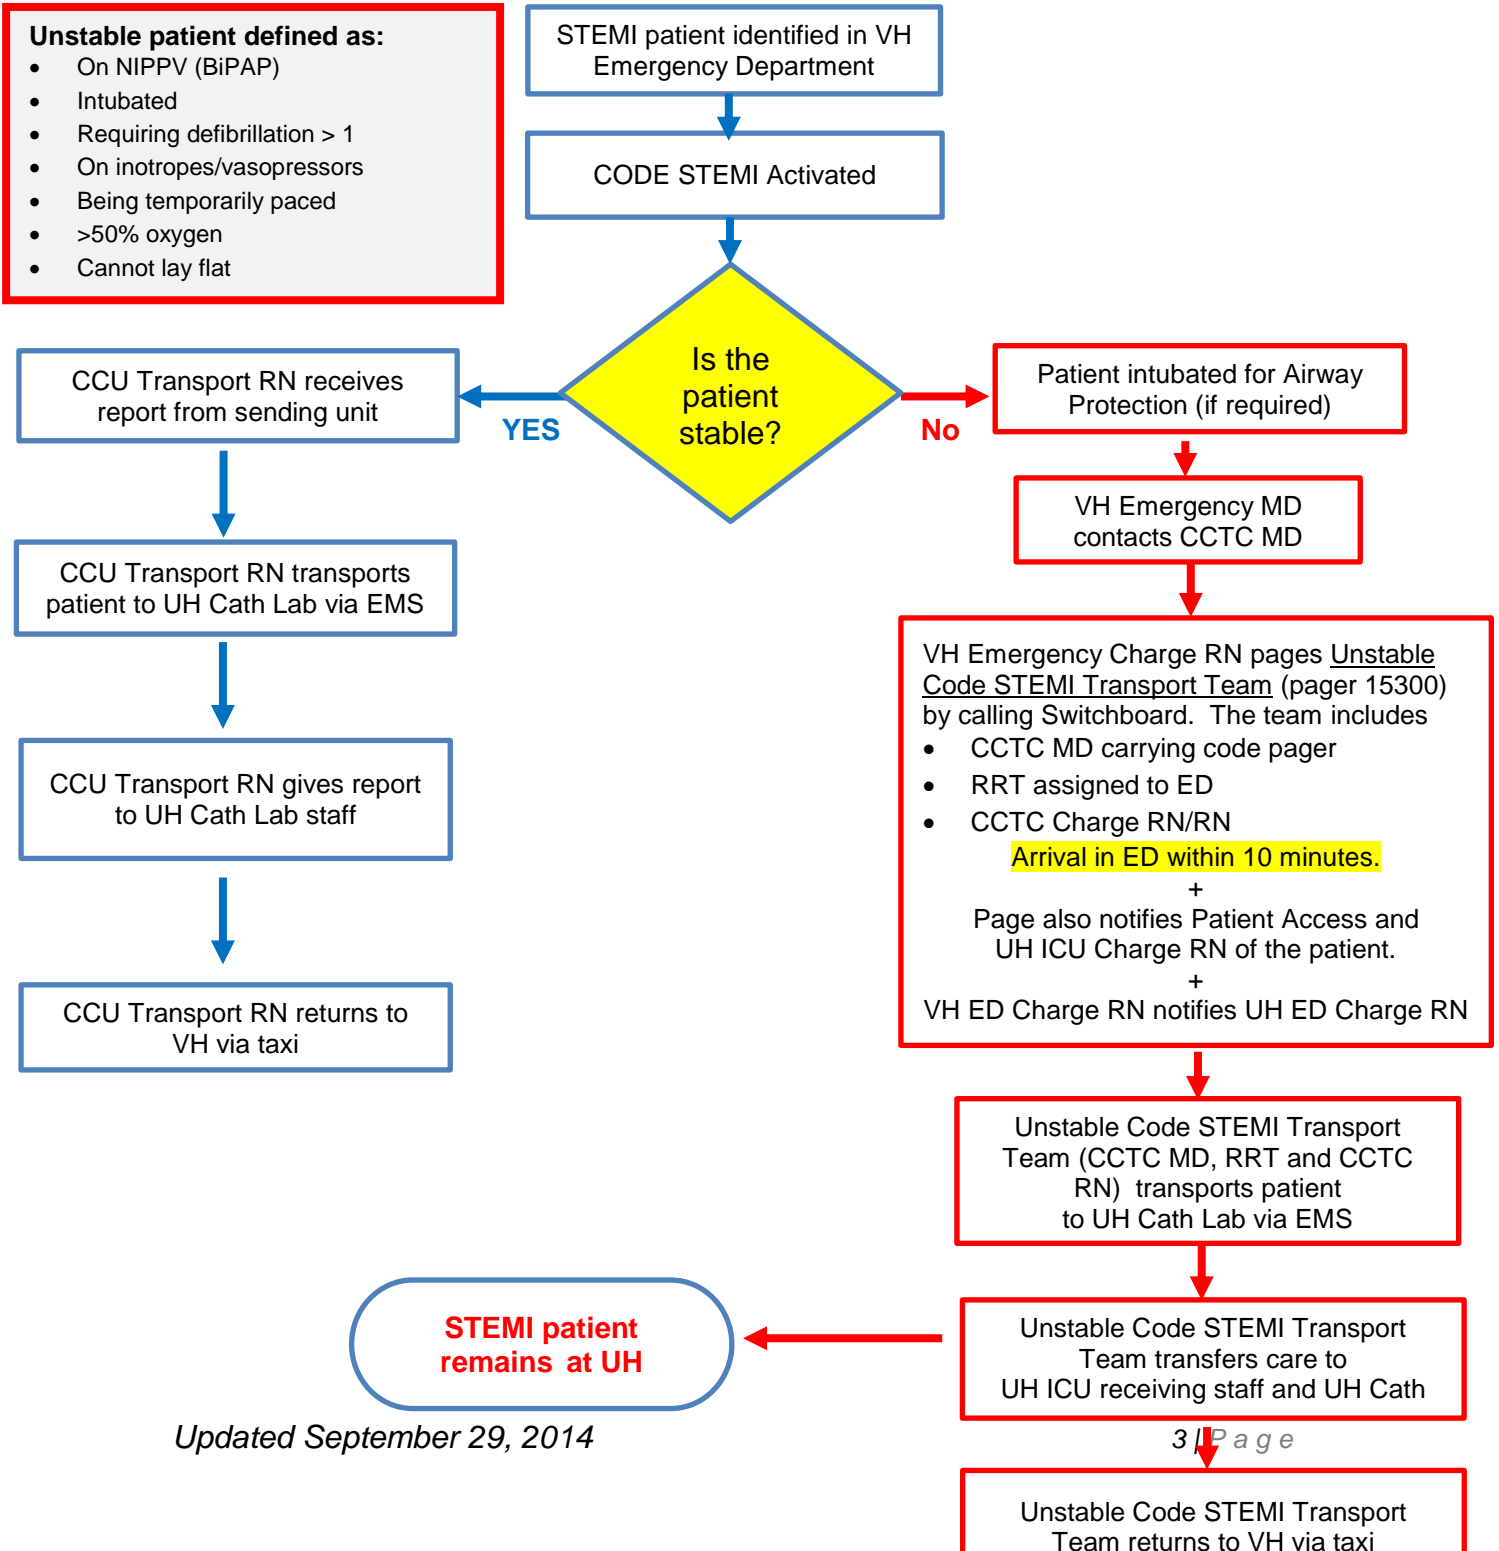 Unstable patient defined as:
• On NIPPV (BiPAP)
• Intubated
• Requiring defibrillation > 1
• On inotropes/vasopressors
• Being temporarily paced
• >50% oxygen
• Cannot lay flat
STEMI patient identified in VH
Emergency Department
CODE STEMI Activated
Is the
patient
stable?
YES
No
CCU Transport RN receives
report from sending unit
CCU Transport RN transports
patient to UH Cath Lab via EMS
CCU Transport RN gives report
to UH Cath Lab staff
CCU Transport RN returns to
VH via taxi
Patient intubated for Airway
Protection (if required)
VH Emergency MD
contacts CCTC MD
VH Emergency Charge RN pages Unstable
Code STEMI Transport Team (pager 15300)
by calling Switchboard. The team includes
• CCTC MD carrying code pager
• RRT assigned to ED
• CCTC Charge RN/RN
Arrival in ED within 10 minutes.
+
Page also notifies Patient Access and
UH ICU Charge RN of the patient.
+
VH ED Charge RN notifies UH ED Charge RN
Unstable Code STEMI Transport
Team (CCTC MD, RRT and CCTC
RN) transports patient
to UH Cath Lab via EMS
Unstable Code STEMI Transport
Team transfers care to
UH ICU receiving staff and UH Cath
STEMI patient
remains at UH
Updated September 29, 2014
3 | P a g e
Unstable Code STEMI Transport
Team returns to VH via taxi